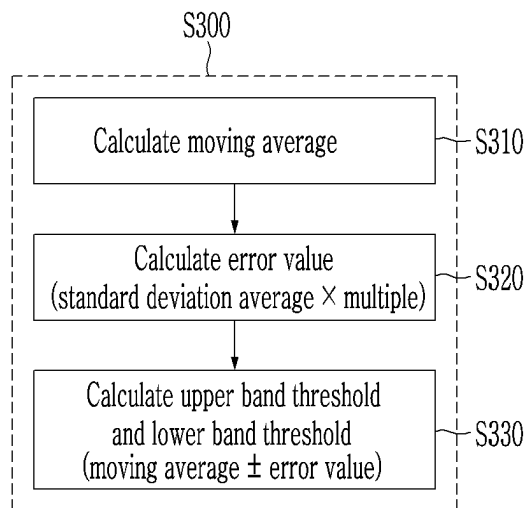 S300
Calculate moving average
S310
Calculate error value
(standard deviation average × multiple)
S320
Calculate upper band threshold
and lower band threshold
(moving average ± error value)
S330